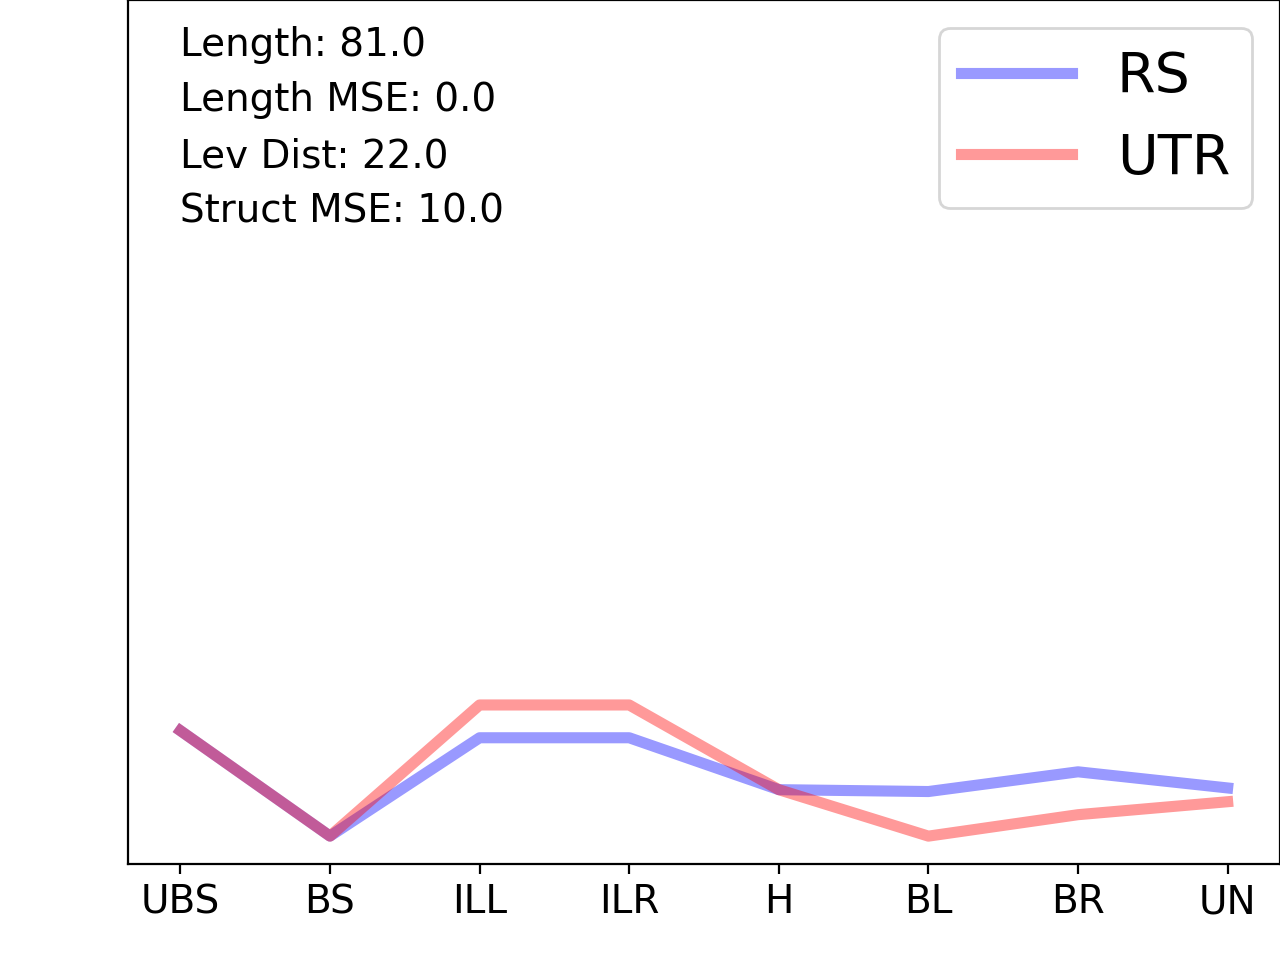 Length: 81.0
Length MSE: 0.0
Lev Dist: 22.0
Struct MSE: 10.0
RS
UTR
UBS BS ILL ILR H BL BR UN